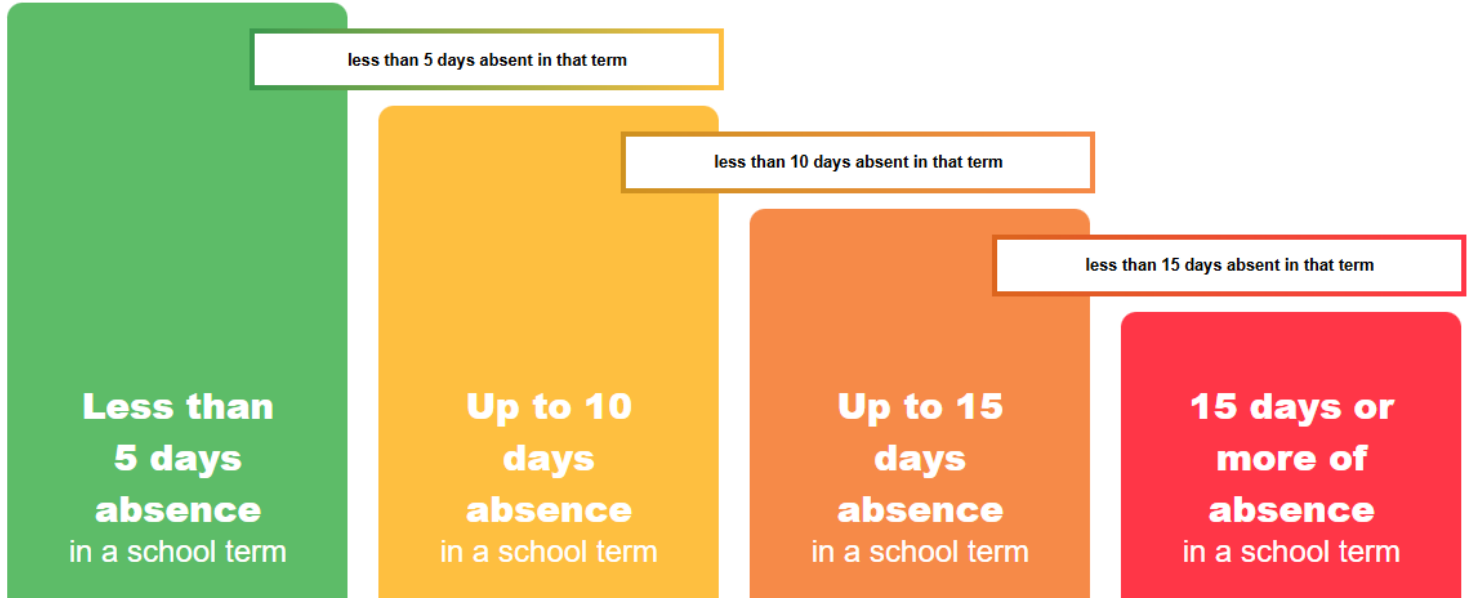 less than 5 days absent in that term
less than 10 days absent in that term
less than 15 days absent in that term
Less than
5 days
absence
in a school term
Up to 10
days
absence
in a school term
Up to 15
days
absence
in a school term
15 days or
more of
absence
in a school term